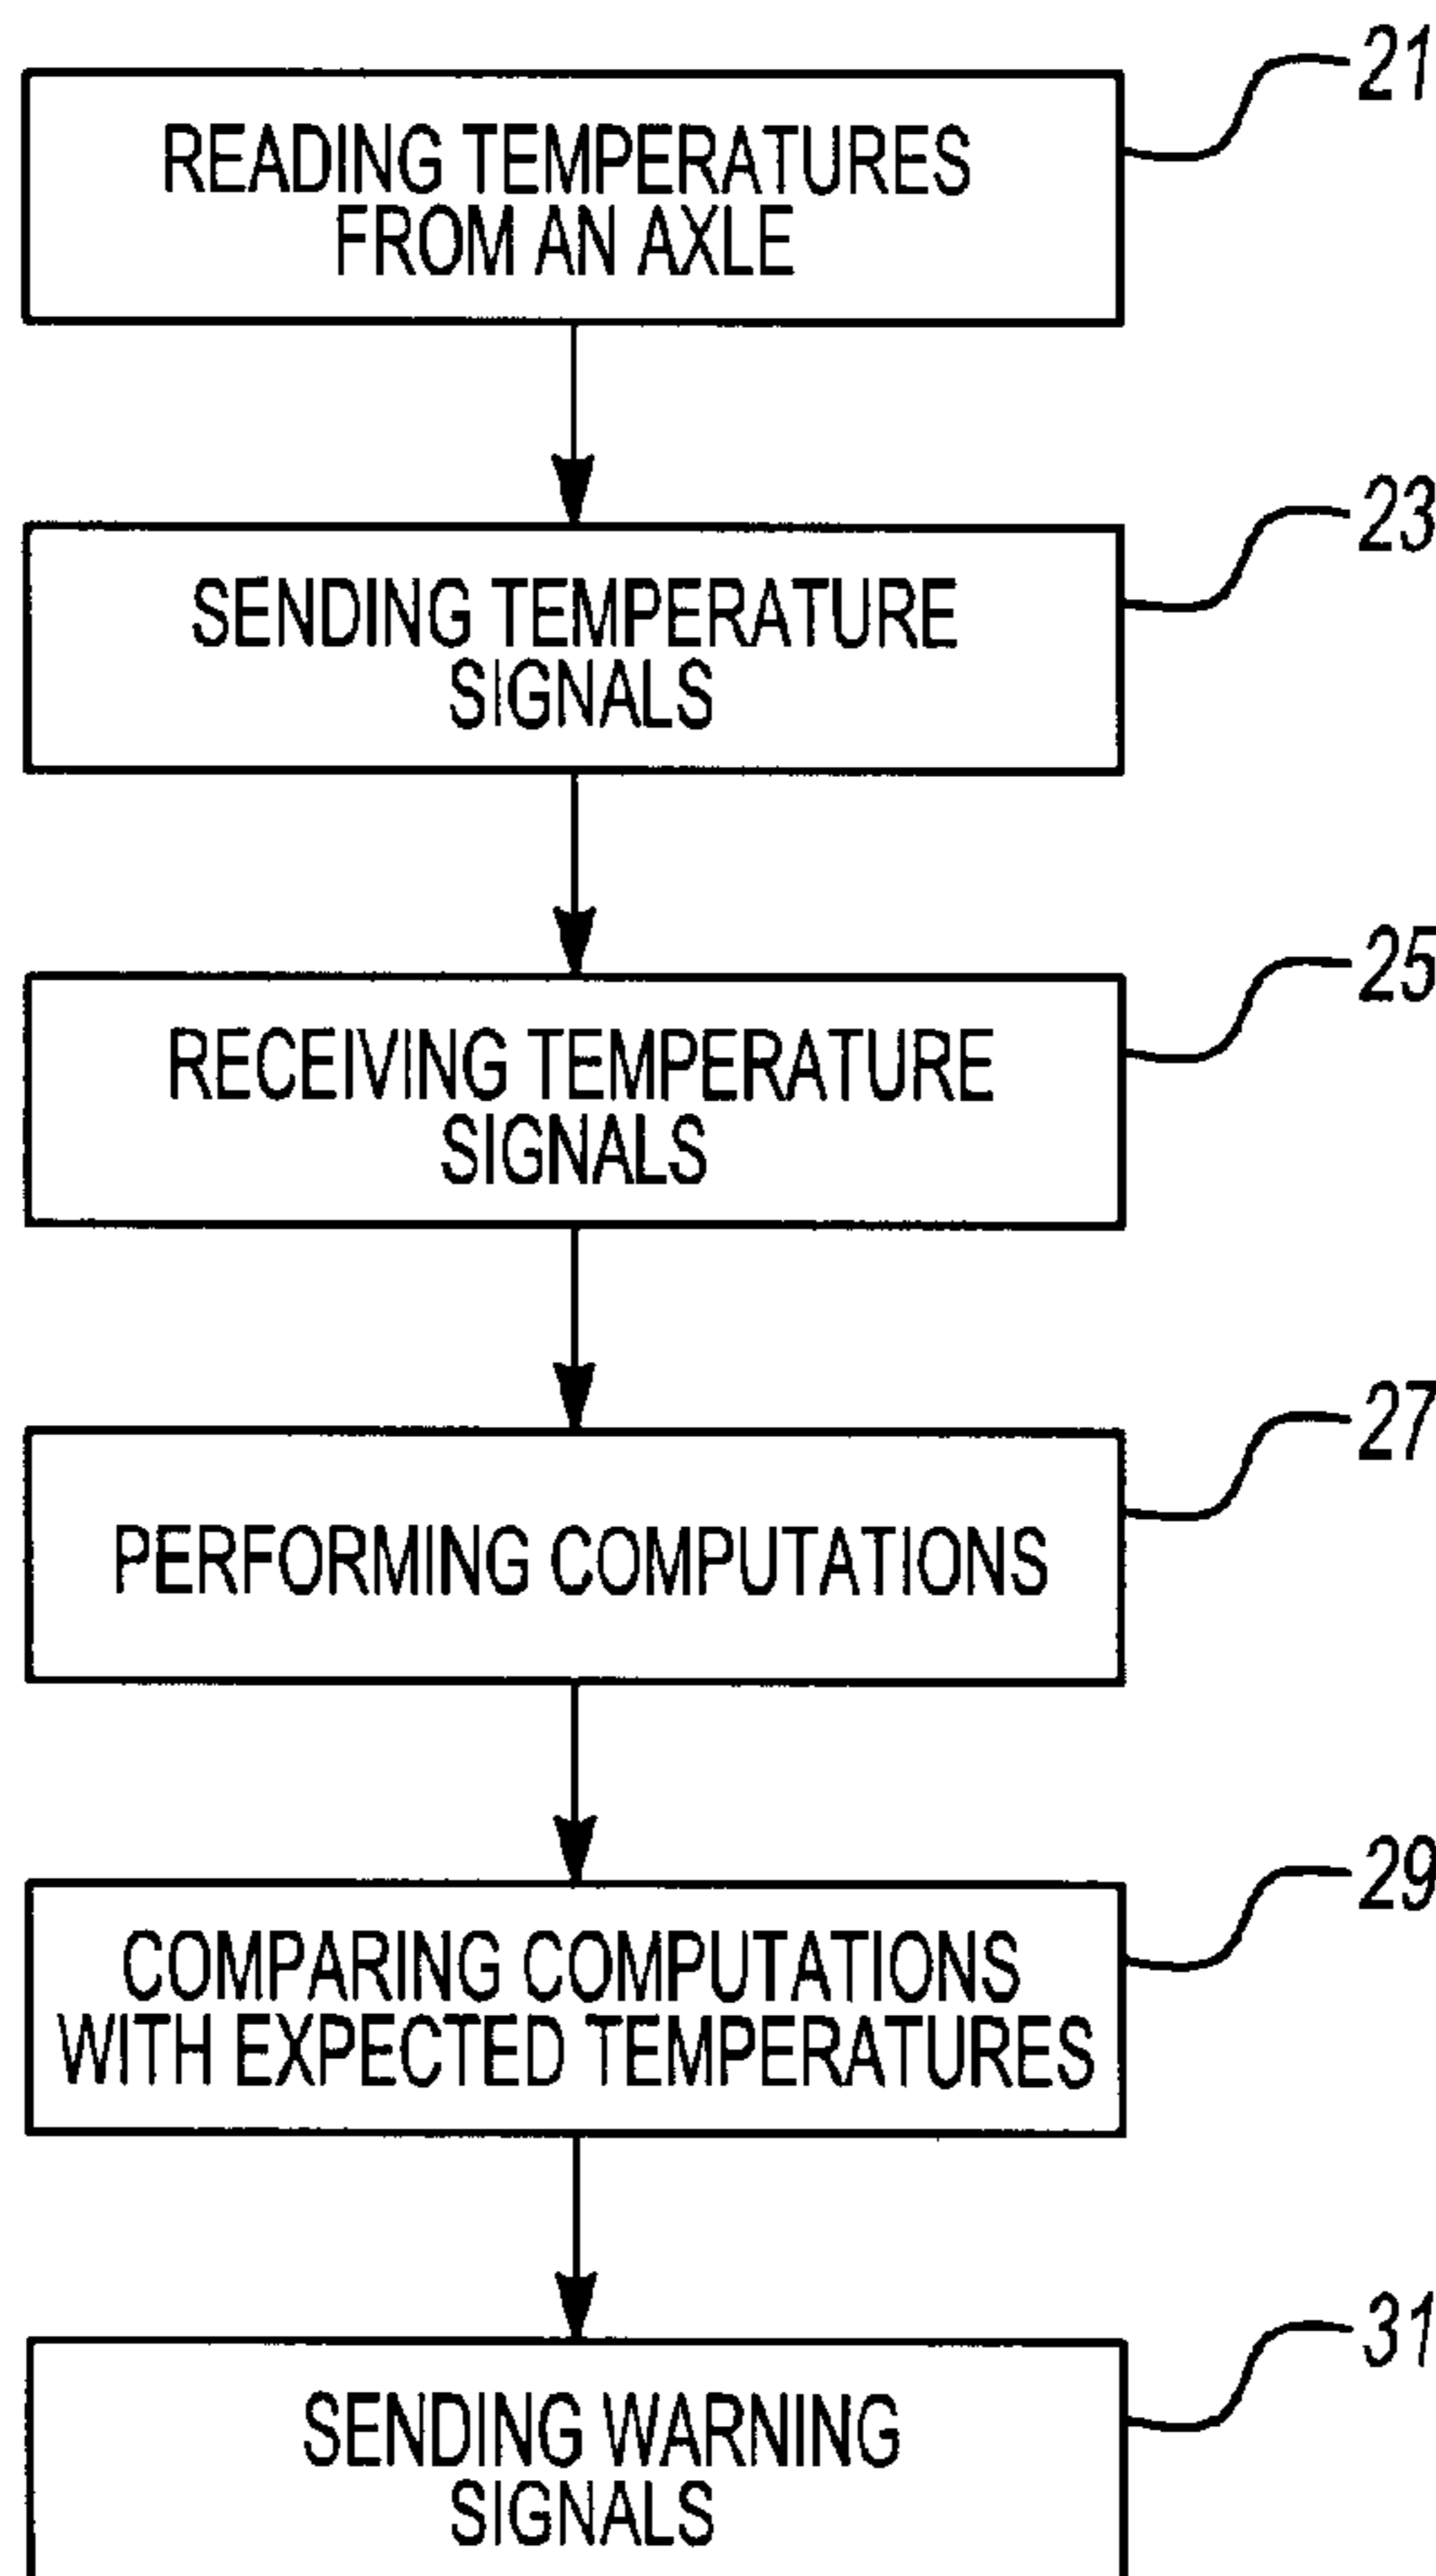 21
READING TEMPERATURES
FROM AN AXLE
23
SENDING TEMPERATURE
SIGNALS
25
RECEIVING TEMPERATURE
SIGNALS
27
PERFORMING COMPUTATIONS
29
COMPARING COMPUTATIONS
WITH EXPECTED TEMPERATURES
31
SENDING WARNING
SIGNALS